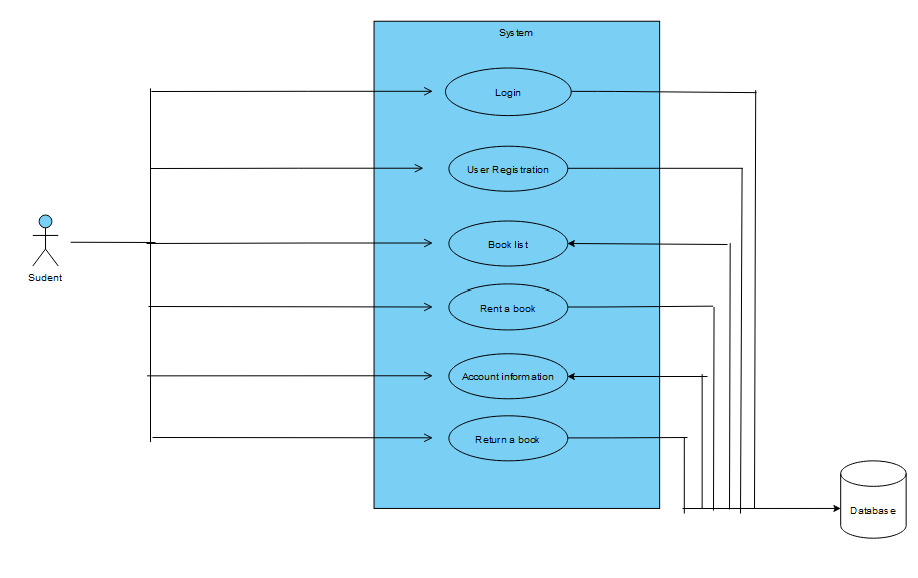 System
Login
User Registration
Book list
Sudent
Rent a book
Account information
Return a book
Database